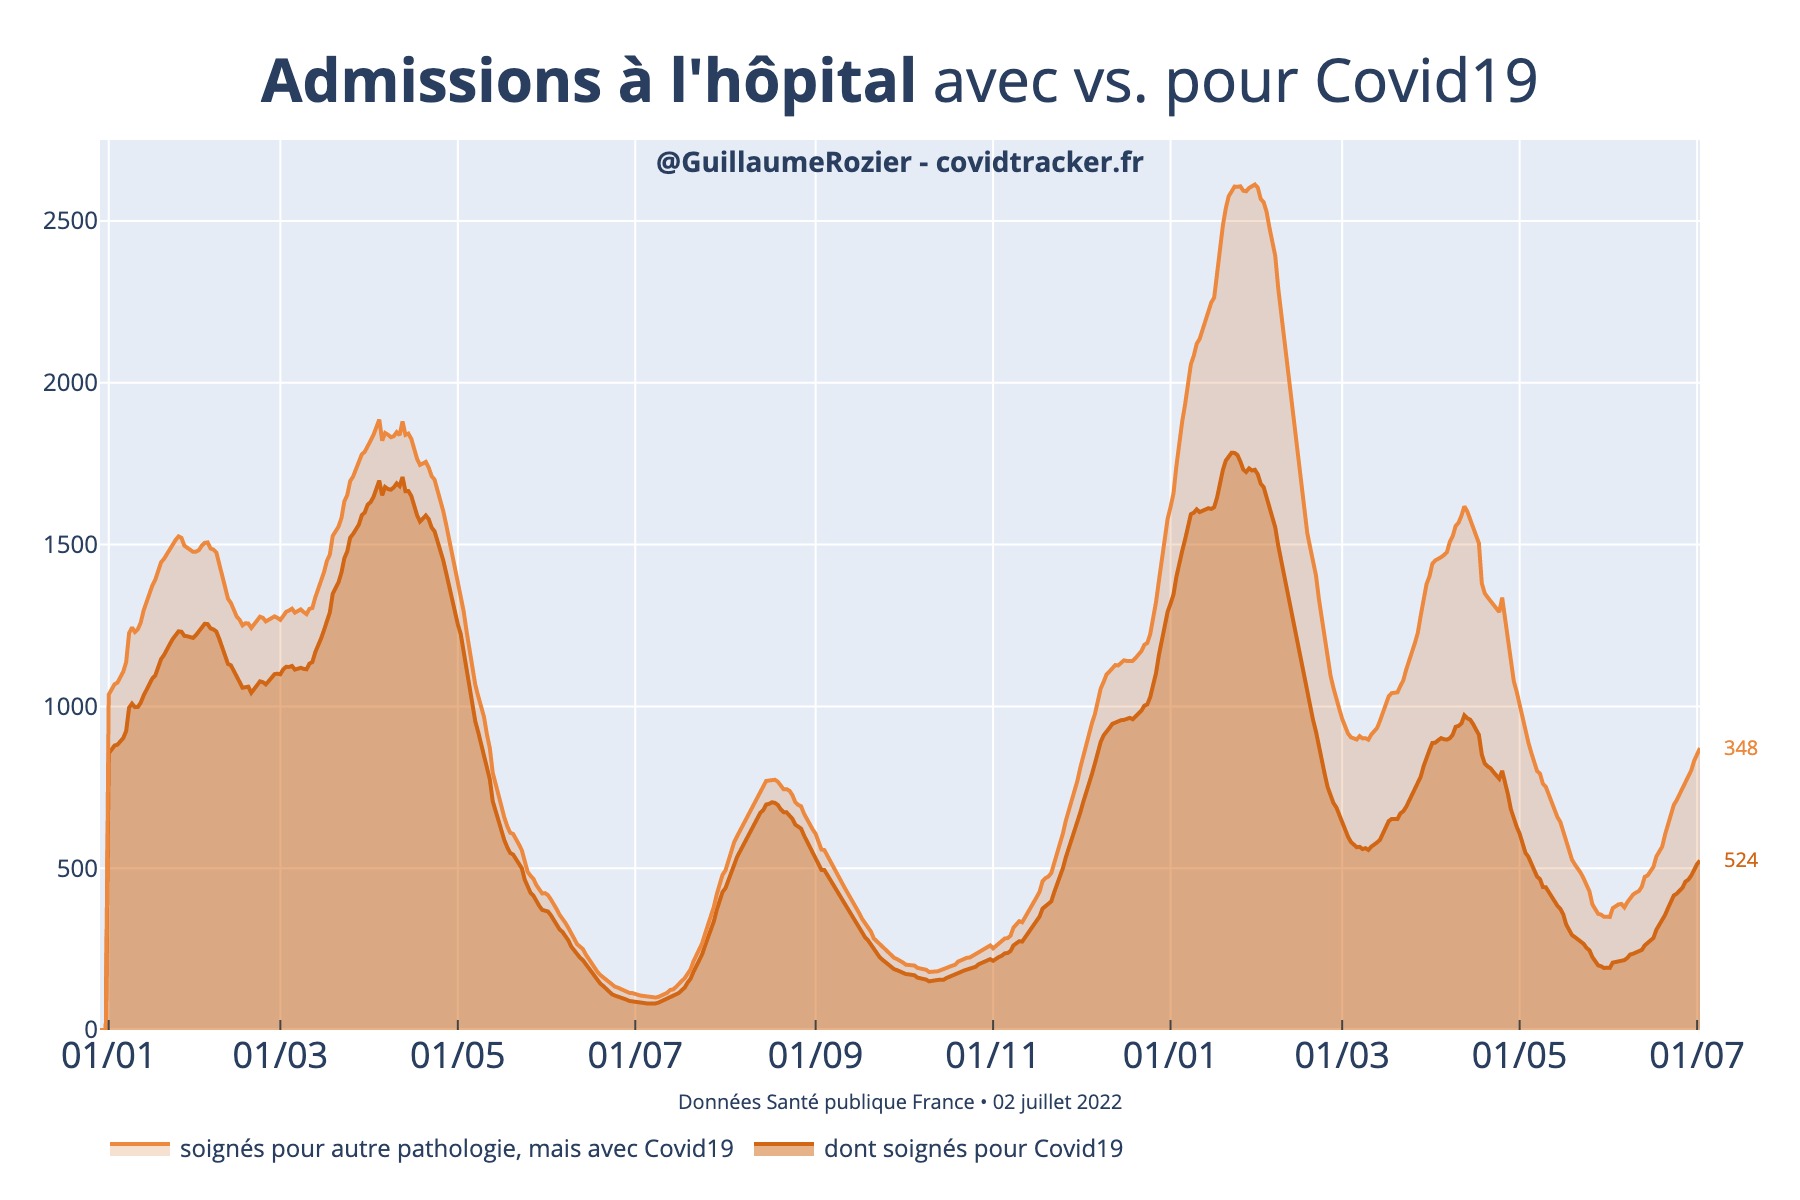 Admissions à l'hôpital avec vs. pour Covid19
@GuillaumeRozier - covidtracker.fr
2500
2000
1500
1000
500
0
348
524
01/01 01/03 01/05 01/07 01/09 01/11 01/01 01/03 01/05 01/07
Données Santé publique France • 02 juillet 2022
soignés pour autre pathologie, mais avec Covid19 dont soignés pour Covid19